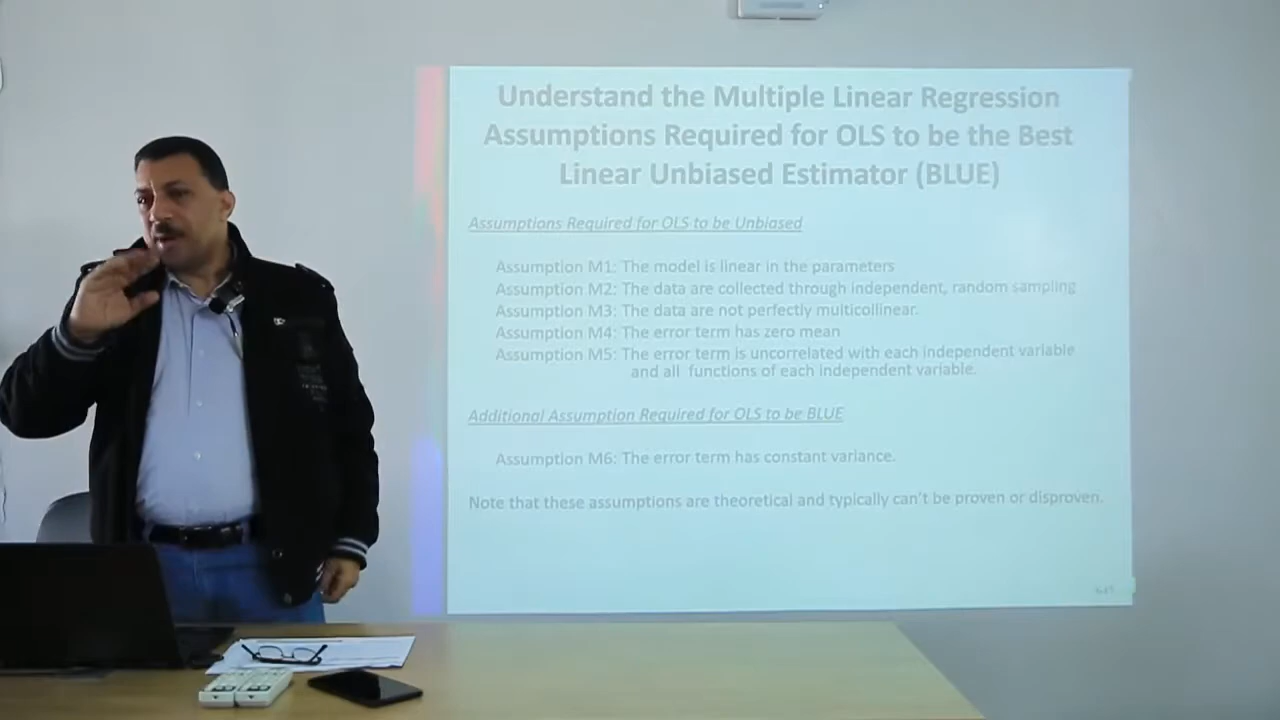 Understand the Multiple Linear Regression
Assumptions Required for OLS to be the Best
Linear Unbiased Estimator (BLUE)
Assumptions Required for OLS to be Unbiased
Assumption M1: The model is linear in the parameters
Assumption M2: The data are collected through independent, random sampling
Assumption M3: The data are not perfectly multicollinear.
Assumption M4: The error term has zero mean
Assumption M5: The error term is uncorrelated with each independent variable
and all functions of each independent variable.
Additional Assumption Required for OLS to be BLUE
Assumption M6: The error term has constant variance.
Note that these assumptions are theoretical and typically can't be proven or disproven.